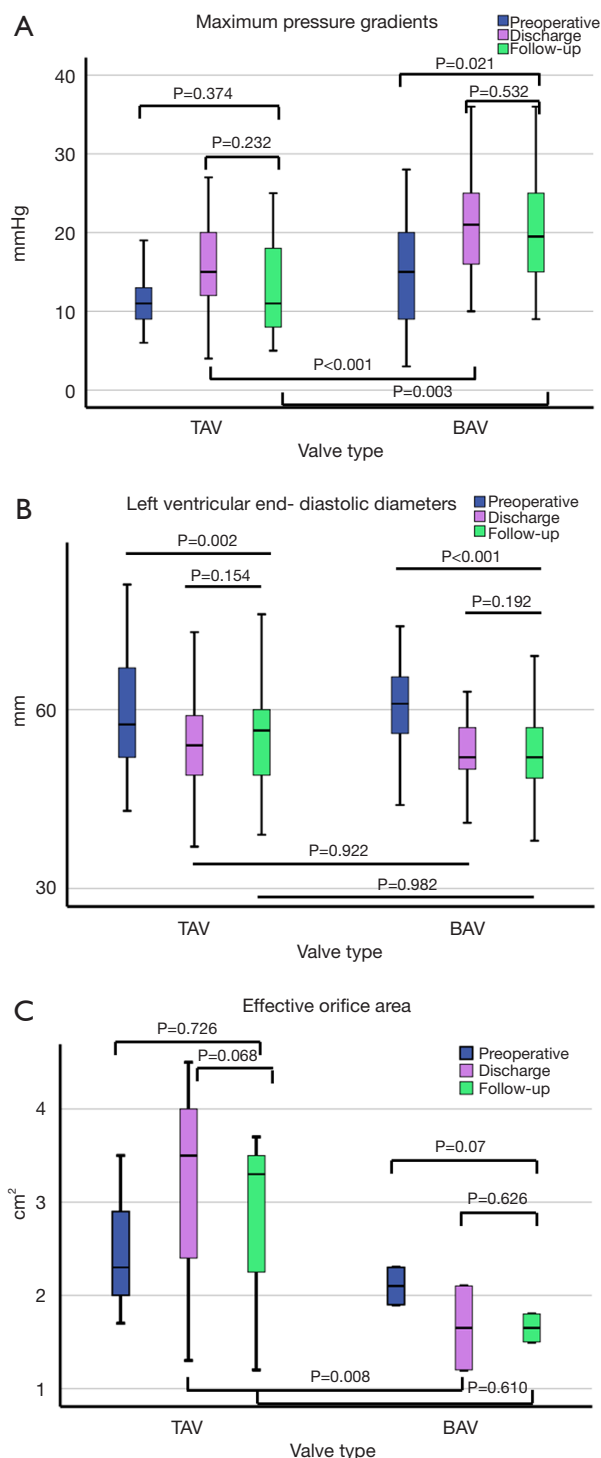 A
Maximum pressure gradients
Preoperative
Discharge
Follow-up
40
30
20
10
0
mmHg
P=0.021
P=0.374
P=0.532
P=0.232
P<0.001
P=0.003
TAV
BAV
Valve type
B
Left ventricular end- diastolic diameters
Preoperative
Discharge
Follow-up
P=0.002
P<0.001
P=0.154
P=0.192
60
30
mm
P=0.922
P=0.982
TAV
BAV
Valve type
C
Effective orifice area
P=0.726
P=0.068
Preoperative
Discharge
Follow-up
4
3
2
1
cm²
P=0.07
P=0.626
P=0.008
P=0.610
TAV
BAV
Valve type